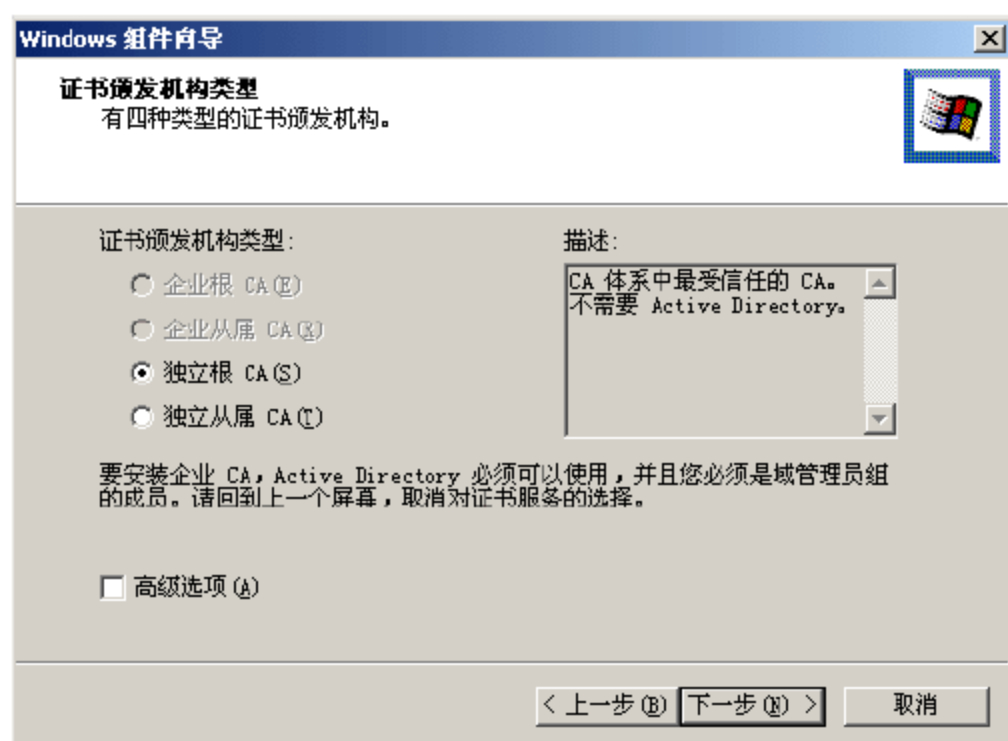 Windows 组件向导
证书颁发机构类型
有四种类型的证书颁发机构。
证书颁发机构类型:
企业根 CA(E)
企业从属 CA(R)
独立根 CA(S)
独立从属 CA(T)
描述:
CA 体系中最受信任的 CA。
不需要 Active Directory。
要安装企业 CA，Active Directory 必须可以使用，并且您必须是域管理员组
的成员。请回到上一个屏幕，取消对证书服务的选择。
高级选项(A)
< 上一步(B)
下一步(N) >
取消